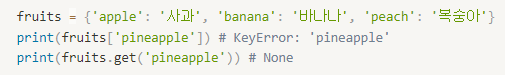 fruits = {'apple': '사과', 'banana': '바나나', 'peach': '복숭아'}
print(fruits['pineapple']) # KeyError: 'pineapple'
print(fruits.get('pineapple')) # None